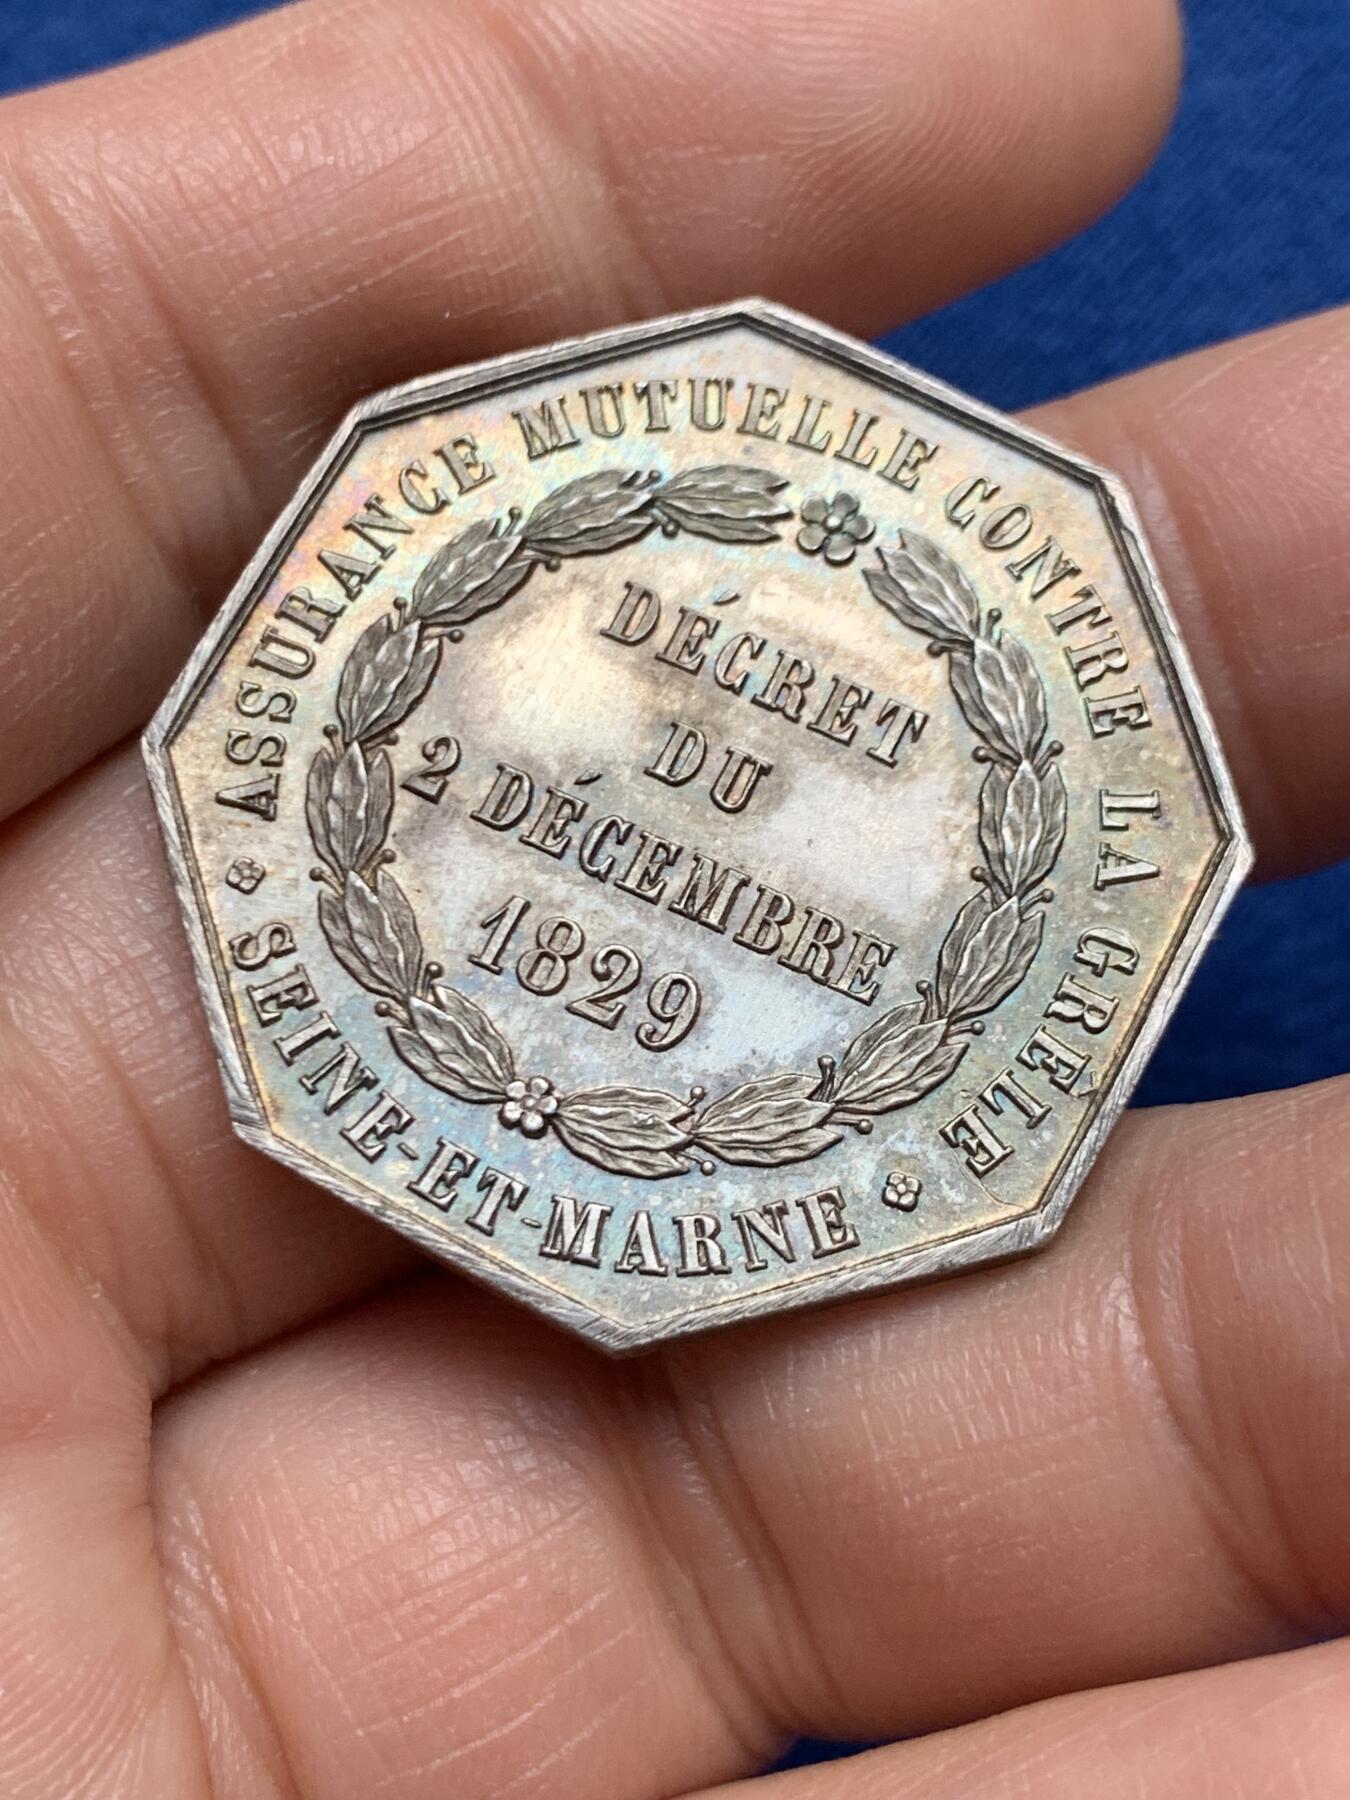 ASSURANCE MUTUELLE CONTRE LA GRÊLE
DÉCRET
DU
2 DÉCEMBRE
1829
SEINE-ET-MARNE